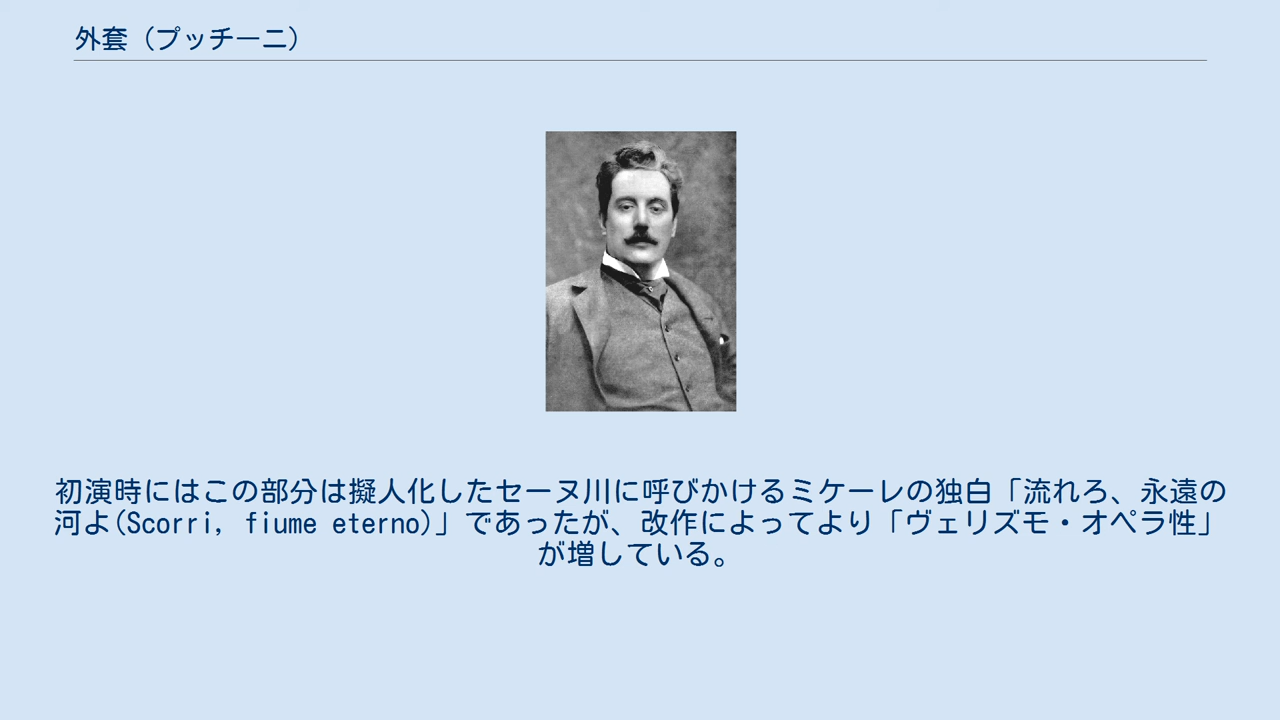 外套（プッチーニ）
初演時にはこの部分は擬人化したセーヌ川に呼びかけるミケーレの独白「流れろ、永遠の
河よ(Scorri, fiume eterno)」であったが、改作によってより「ヴェリズモ・オペラ性」
が増している。